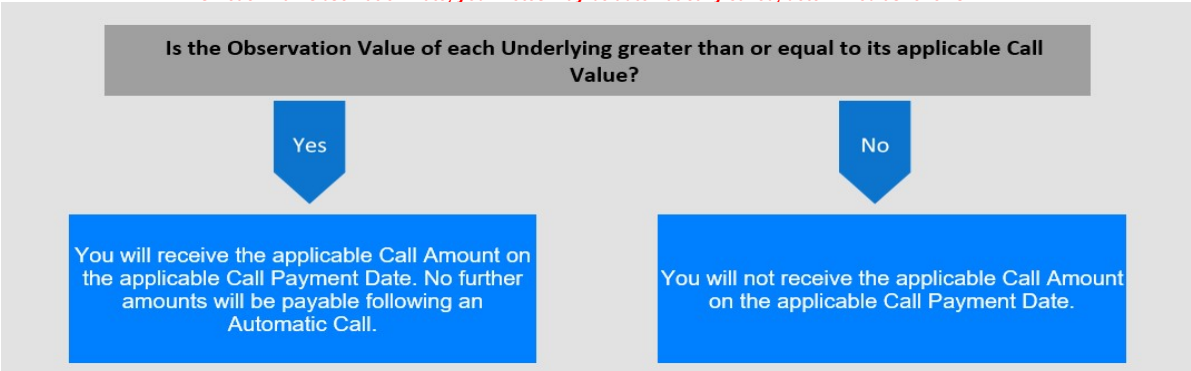 Is the Observation Value of each Underlying greater than or equal to its applicable Call
Value?
Yes
No
You will receive the applicable Call Amount on
the applicable Call Payment Date. No further
amounts will be payable following an
Automatic Call.
You will not receive the applicable Call Amount
on the applicable Call Payment Date.